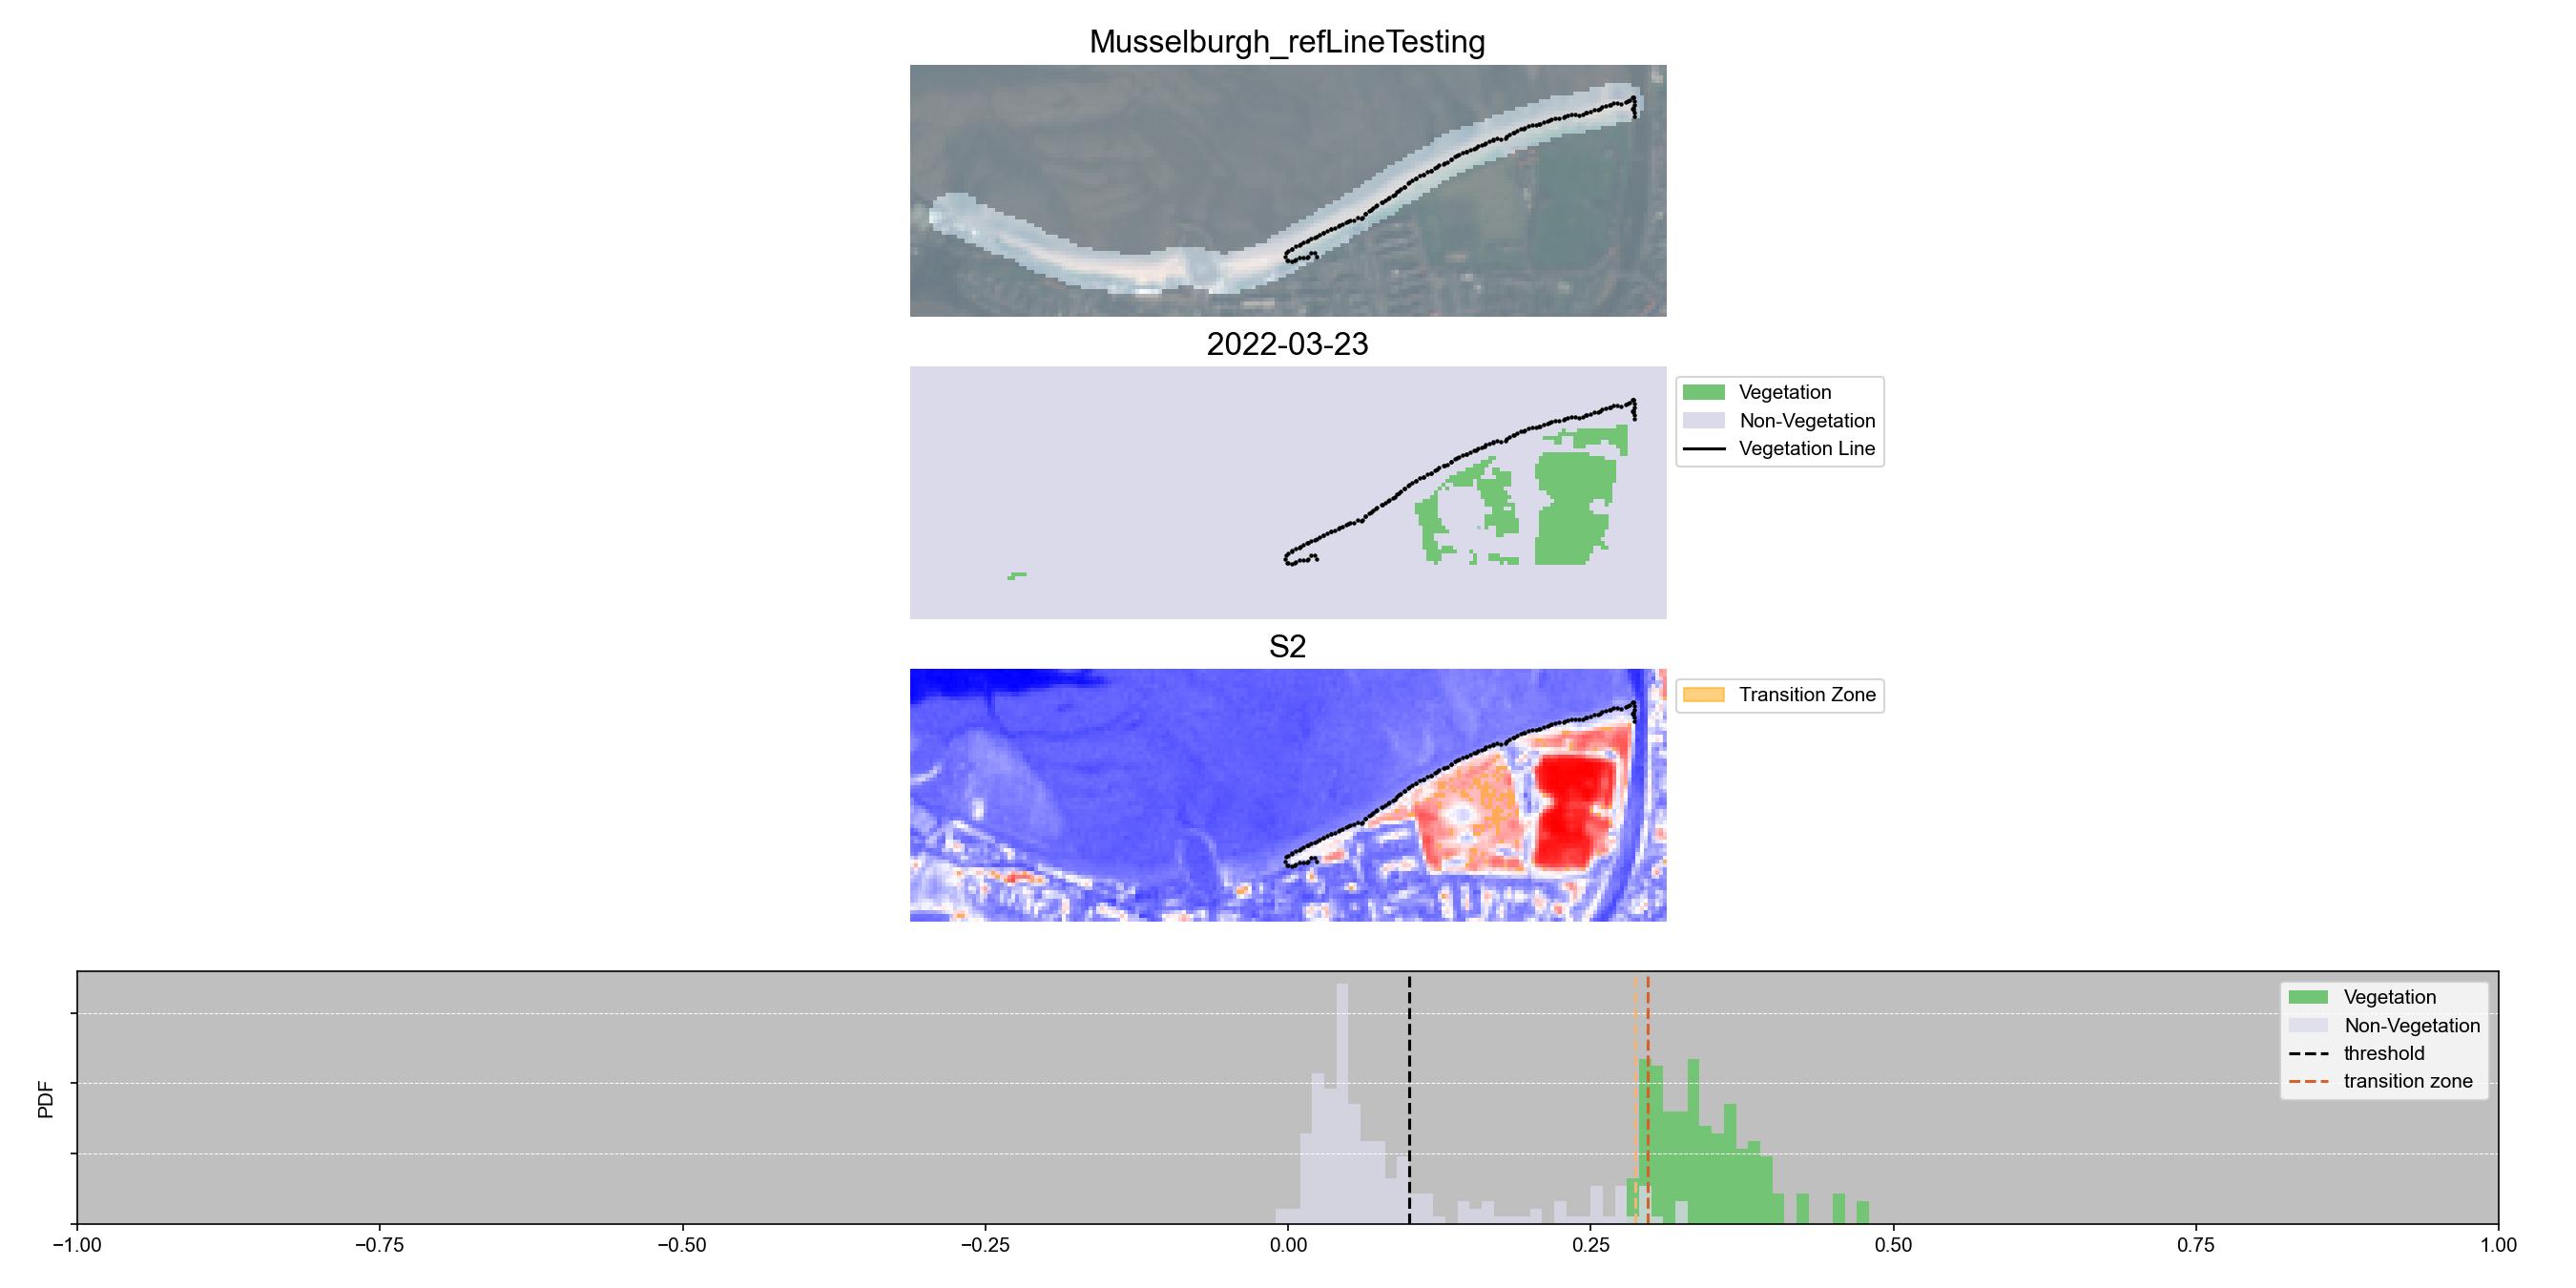 Musselburgh_refLineTesting
2022-03-23
Vegetation
Non-Vegetation
Vegetation Line
S2
Transition Zone
PDF
Vegetation
Non-Vegetation
threshold
transition zone
−1.00 −0.75 −0.50 −0.25 0.00 0.25 0.50 0.75 1.00